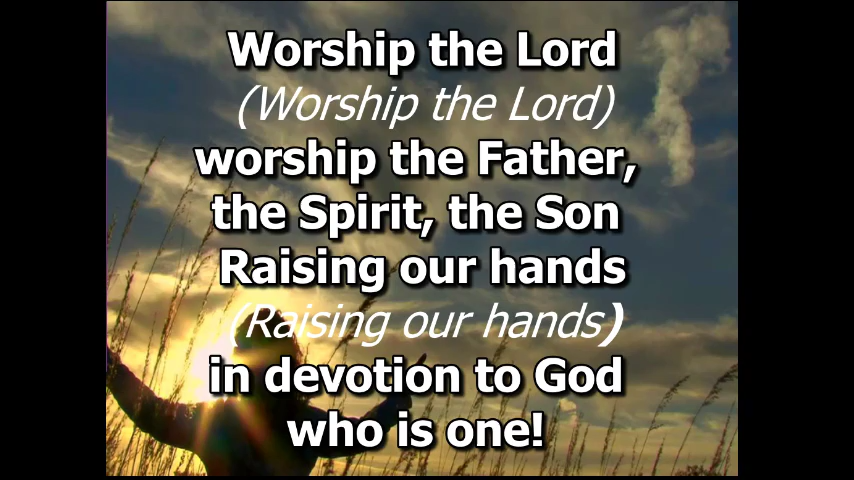 Worship the Lord
(Worship the Lord)
worship the Father,
the Spirit, the Son
Raising our hands
(Raising our hands)
in devotion to God
who is one!